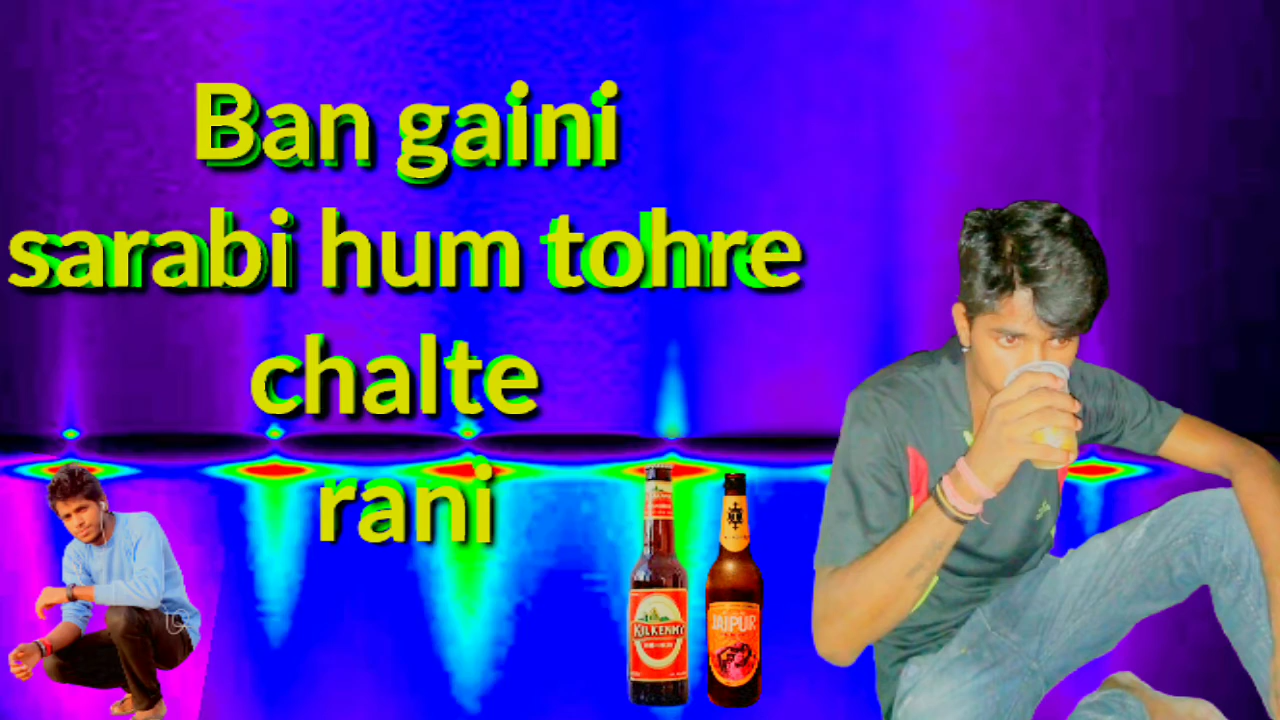 Ban gaini
sarabi hum tohre
chalte
rani
KILKENNY
JAIPUR